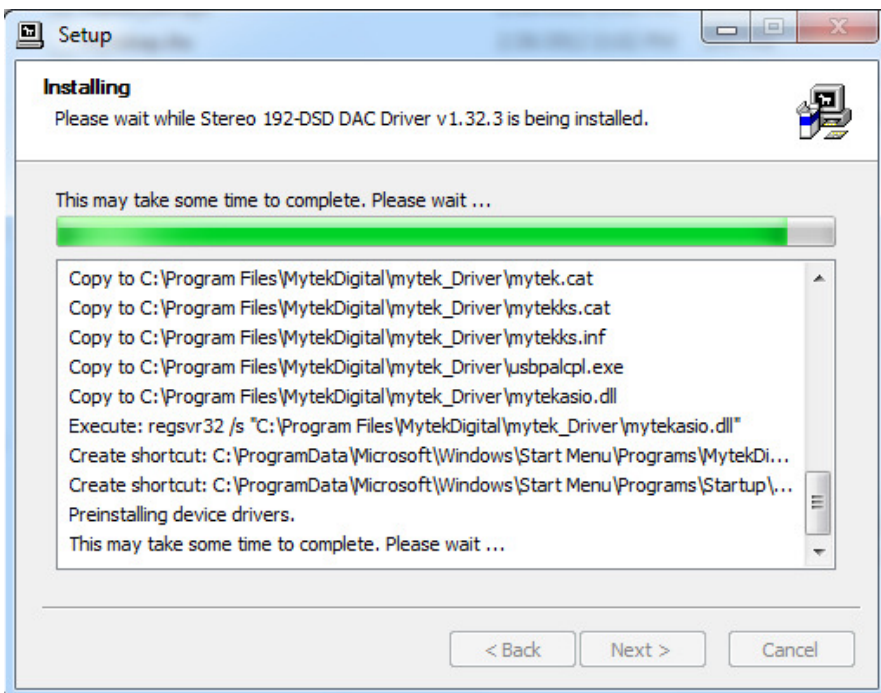 Setup
Installing
Please wait while Stereo 192-DSD DAC Driver v1.32.3 is being installed.
This may take some time to complete. Please wait ...
Copy to C:\Program Files\MytekDigital\mytek_Driver\mytek.cat
Copy to C:\Program Files\MytekDigital\mytek_Driver\mytekks.cat
Copy to C:\Program Files\MytekDigital\mytek_Driver\mytekks.inf
Copy to C:\Program Files\MytekDigital\mytek_Driver\usbpalcpl.exe
Copy to C:\Program Files\MytekDigital\mytek_Driver\mytekasio.dll
Execute: regsvr32 /s "C:\Program Files\MytekDigital\mytek_Driver\mytekasio.dll"
Create shortcut: C:\ProgramData\Microsoft\Windows\Start Menu\Programs\MytekDi...
Create shortcut: C:\ProgramData\Microsoft\Windows\Start Menu\Programs\Startup\...
Preinstalling device drivers.
This may take some time to complete. Please wait ...
< Back Next > Cancel